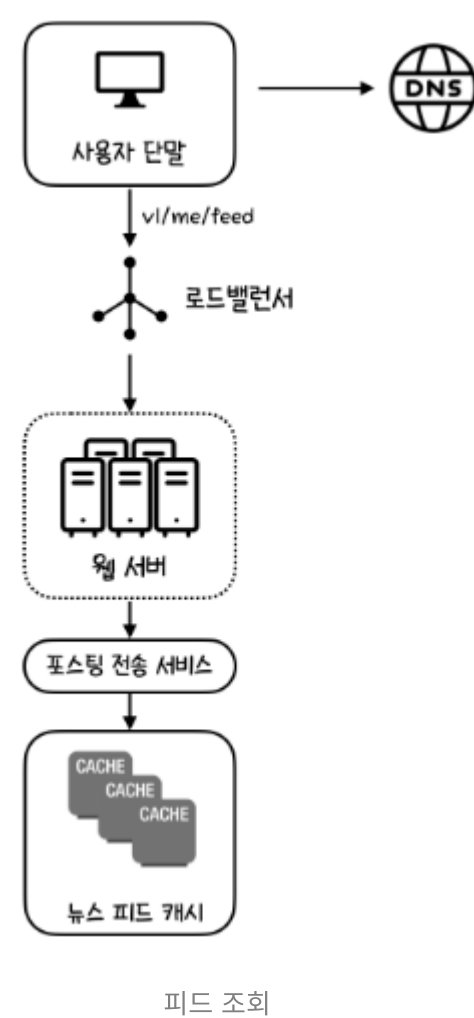 DNS
사용자 단말
v1/me/feed
로드밸런서
웹 서버
포스팅 전송 서비스
CACHE
CACHE
CACHE
뉴스 피드 캐시
피드 조회